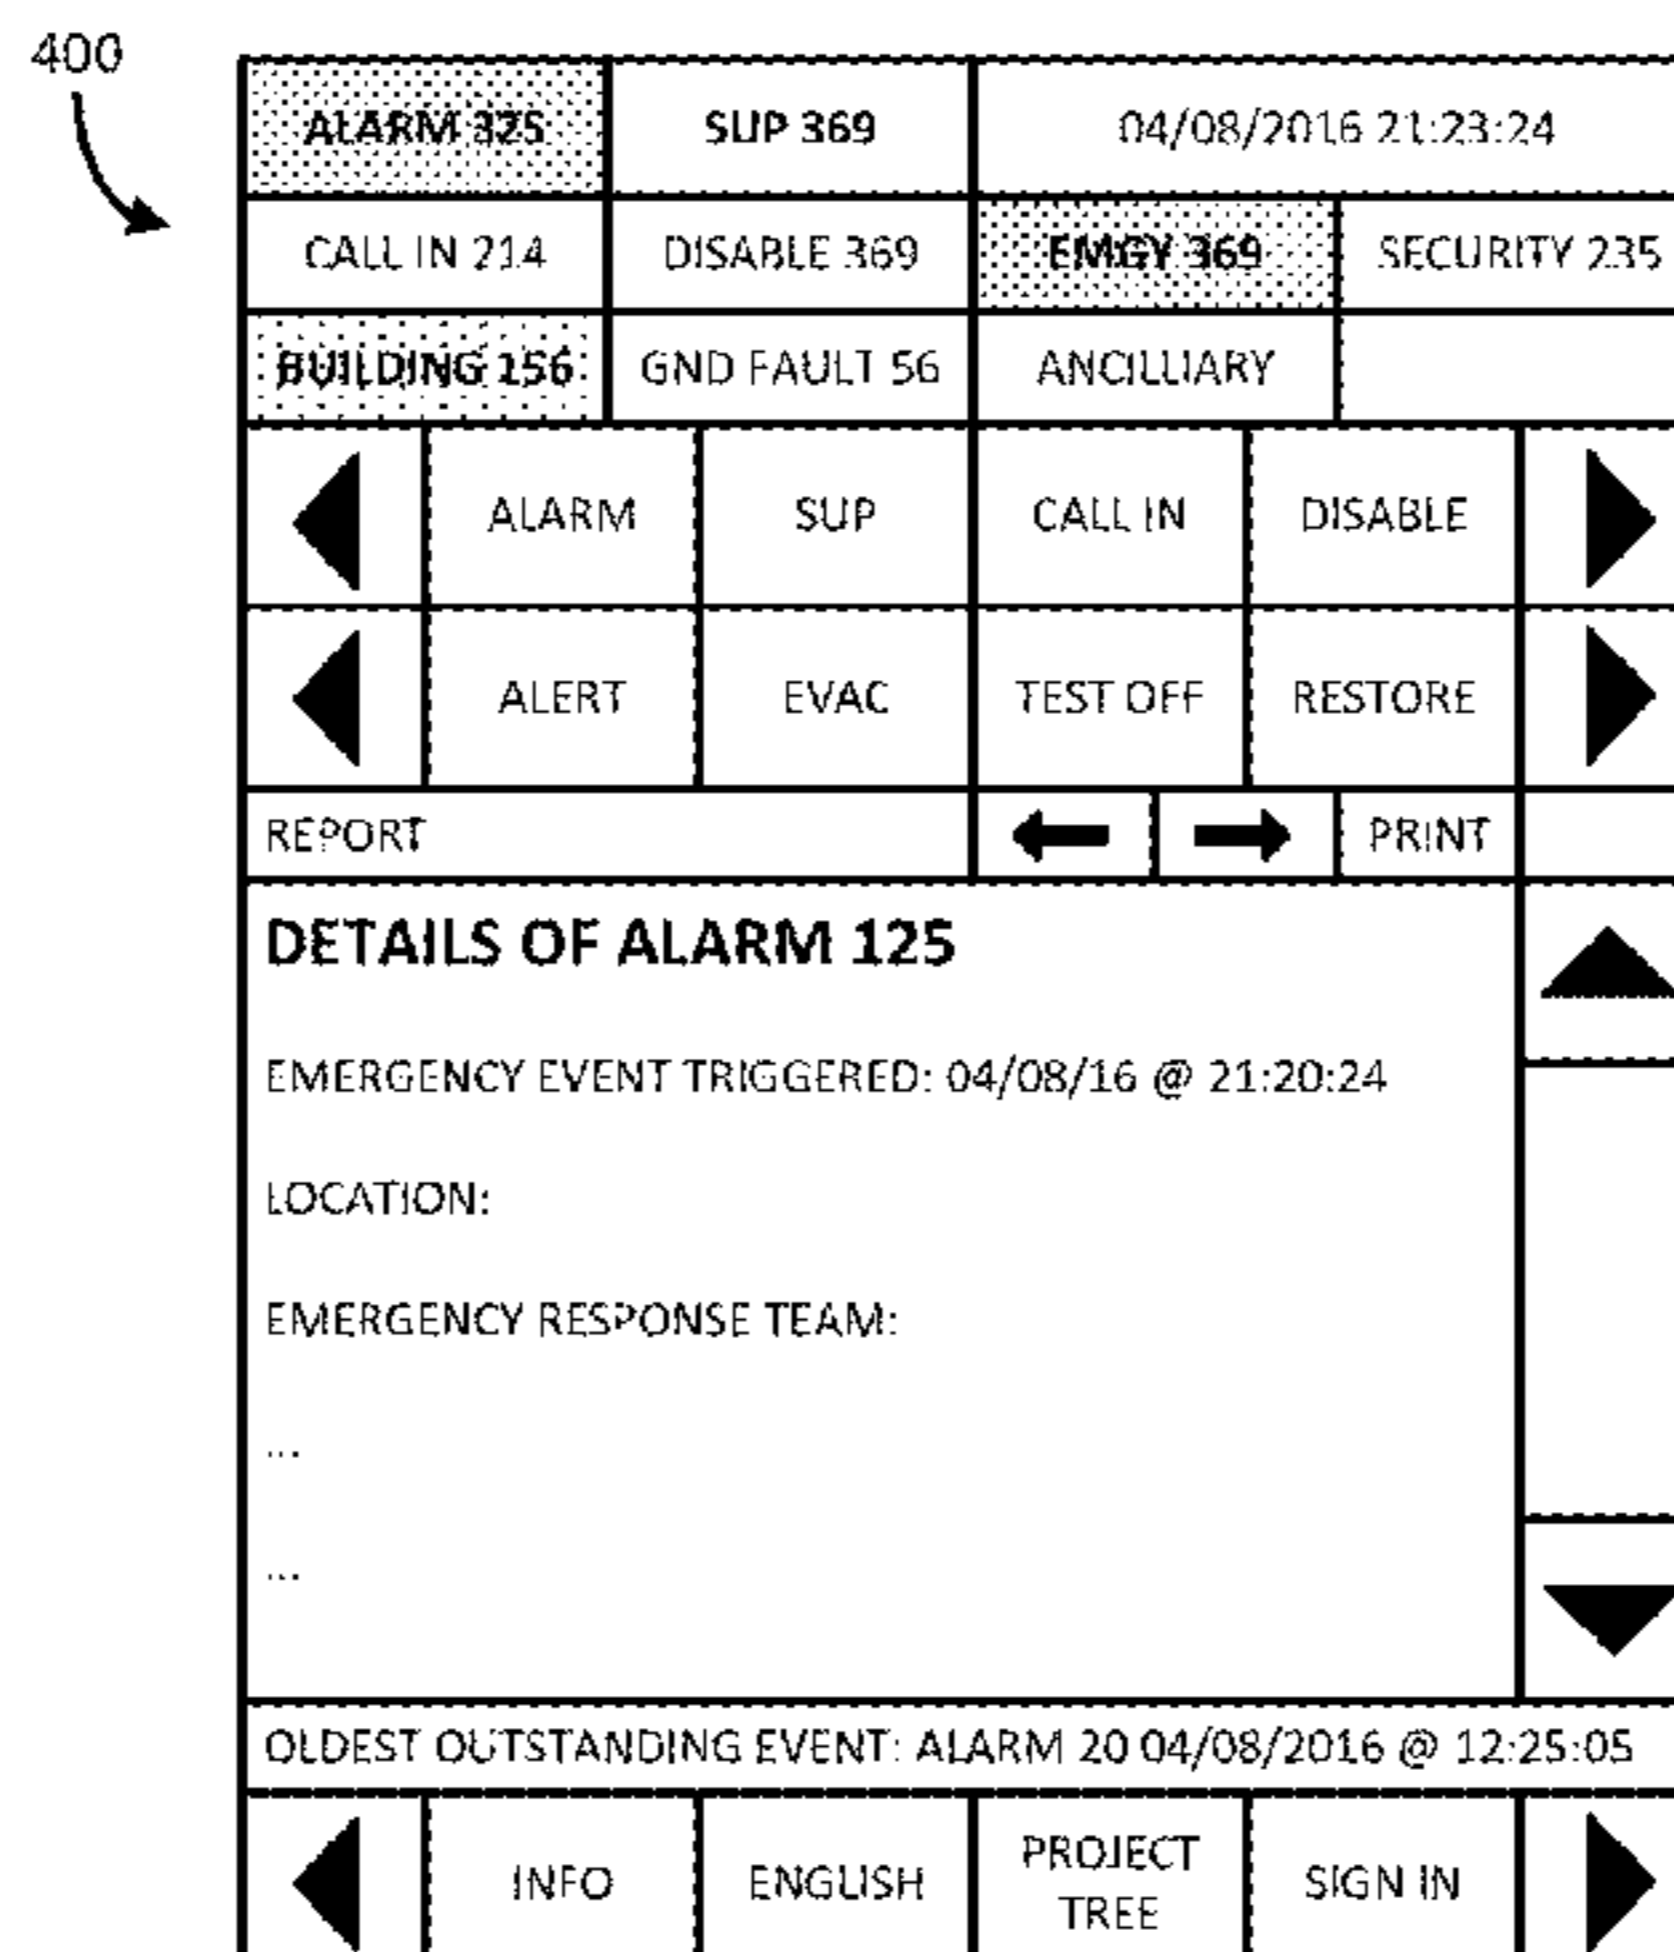 400
ALARM 325 SUP 369 04/08/2016 21:23:24
CALL IN 214 DISABLE 369 EMGY 369 SECURITY 235
BUILDING 156 GND FAULT 56 ANCILLIARY
ALARM SUP CALL IN DISABLE
ALERT EVAC TEST OFF RESTORE
REPORT PRINT
DETAILS OF ALARM 125
EMERGENCY EVENT TRIGGERED: 04/08/16 @ 21:20:24
LOCATION:
EMERGENCY RESPONSE TEAM:
...
...
OLDEST OUTSTANDING EVENT: ALARM 20 04/08/2016 @ 12:25:05
INFO ENGLISH PROJECT TREE SIGN IN